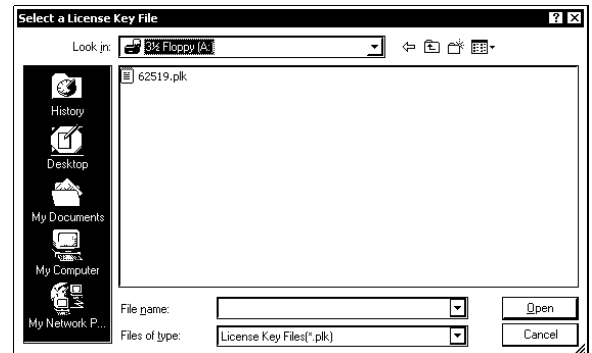 Select a License Key File
Look in: 3½ Floppy (A:
62519.plk
History
Desktop
My Documents
My Computer
My Network P...
File name:
Open
Files of type: License Key Files(*.plk)
Cancel